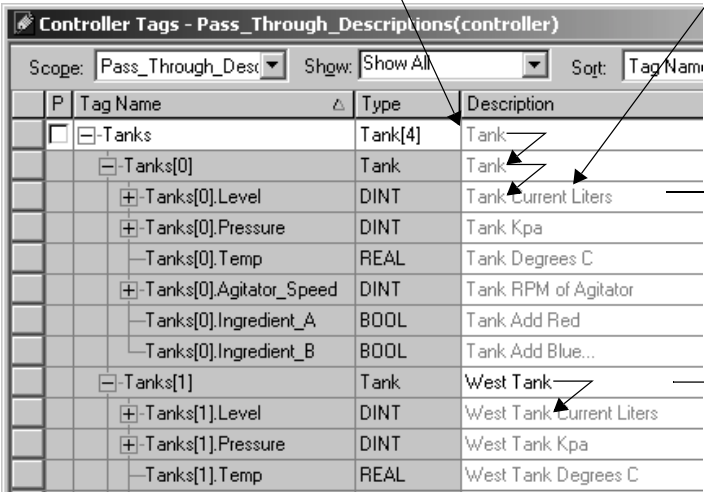 Controller Tags - Pass_Through_Descriptions(controller)
Scope: Pass_Through_Desc Show: Show All Sort: Tag Nam
P Tag Name Type Description
Tanks Tank[4] Tank
Tanks[0] Tank Tank
Tanks[0].Level DINT Tank Current Liters
Tanks[0].Pressure DINT Tank Kpa
Tanks[0].Temp REAL Tank Degrees C
Tanks[0].Agitator_Speed DINT Tank RPM of Agitator
Tanks[0].Ingredient_A BOOL Tank Add Red
Tanks[0].Ingredient_B BOOL Tank Add Blue...
Tanks[1] Tank West Tank
Tanks[1].Level DINT West Tank Current Liters
Tanks[1].Pressure DINT West Tank Kpa
Tanks[1].Temp REAL West Tank Degrees C